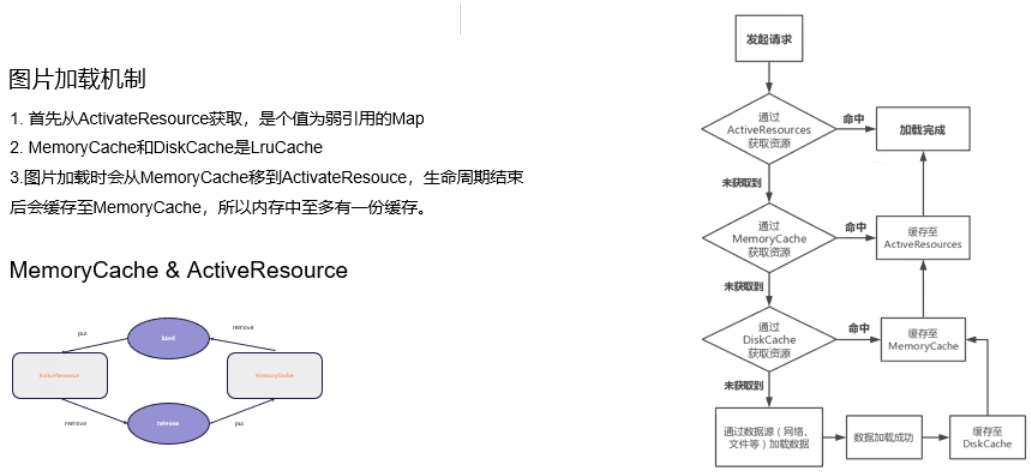 图片加载机制
1. 首先从ActivateResource获取，是个值为弱引用的Map
2. MemoryCache和DiskCache是LruCache
3.图片加载时会从MemoryCache移到ActivateResouce，生命周期结束
后会缓存至MemoryCache，所以内存中至多有一份缓存。
MemoryCache & ActiveResource
put
load
remove
ActiveResource
MemoryCache
remove
release
put
发起请求
通过
ActiveResources
获取资源
命中
加载完成
未获取到
通过
MemoryCache
获取资源
命中
缓存至
ActiveResources
未获取到
通过
DiskCache
获取资源
命中
缓存至
MemoryCache
未获取到
通过数据源（网络、
文件等）加载数据
数据加载成功
缓存至
DiskCache